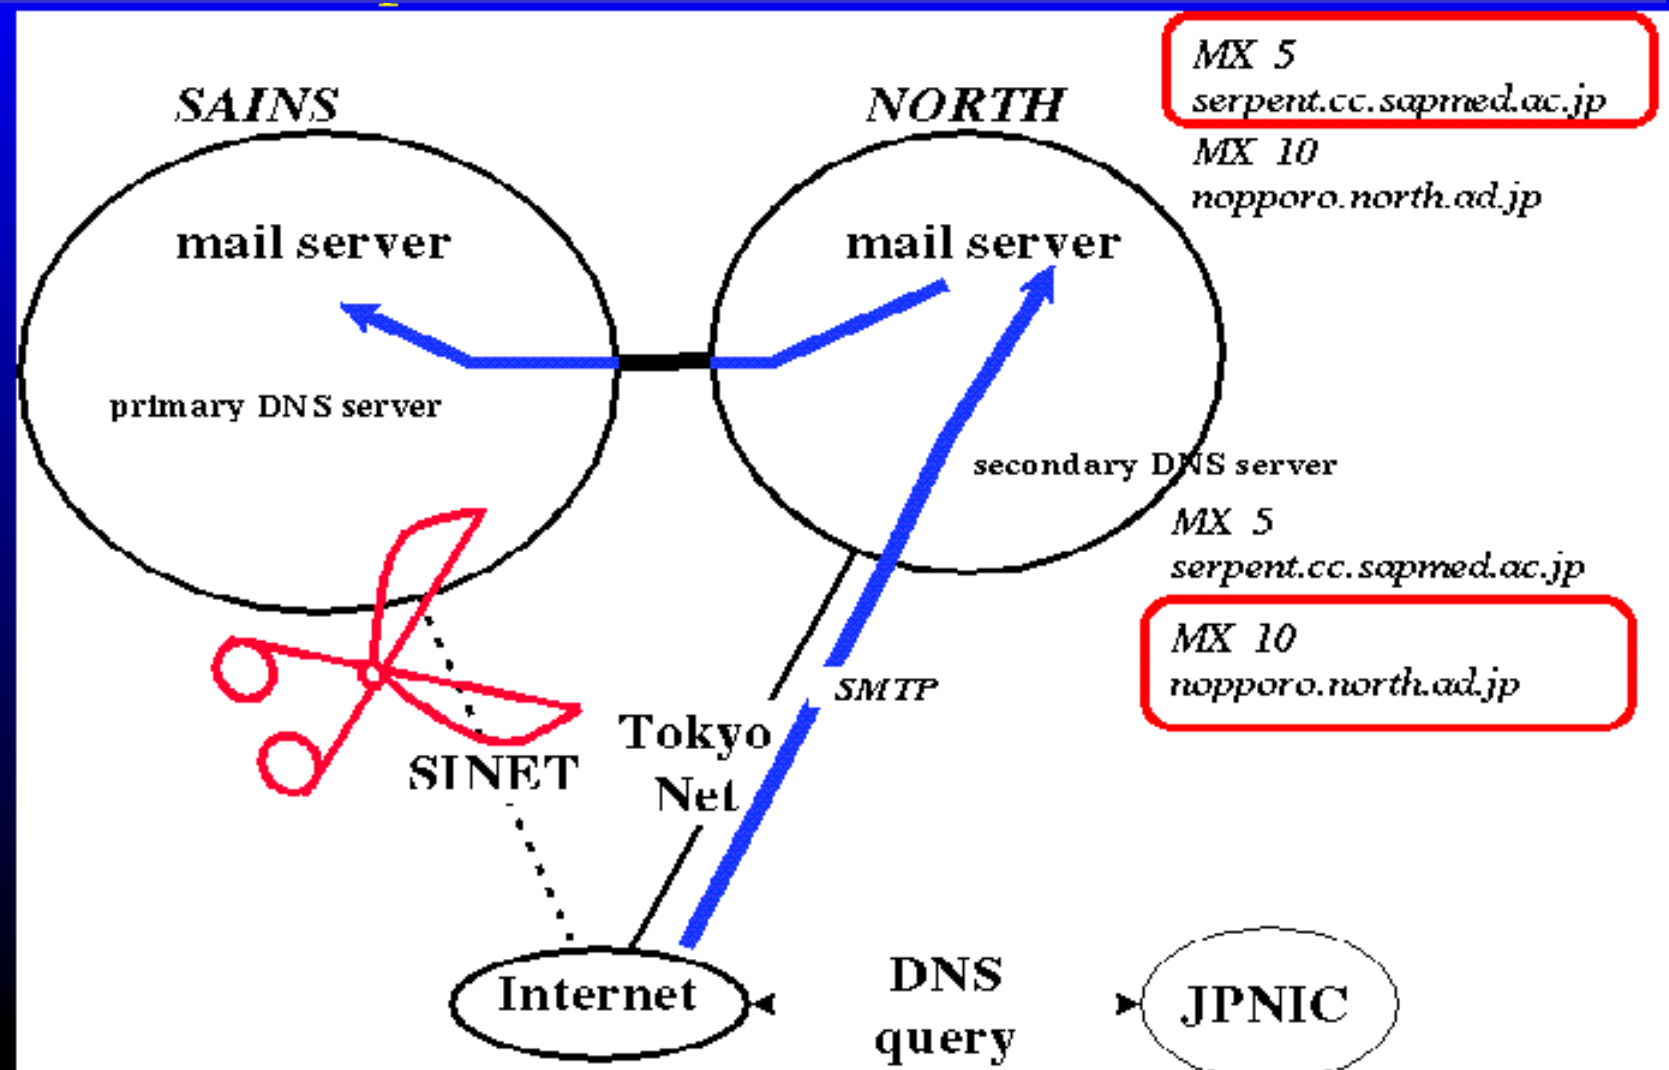 SAINS
NORTH
MX 5
serpent.cc.sapmed.ac.jp
MX 10
nopporo.north.ad.jp
mail server
mail server
primary DNS server
secondary DNS server
MX 5
serpent.cc.sapmed.ac.jp
MX 10
nopporo.north.ad.jp
SMTP
Tokyo
Net
SINET
Internet
DNS
query
JPNIC